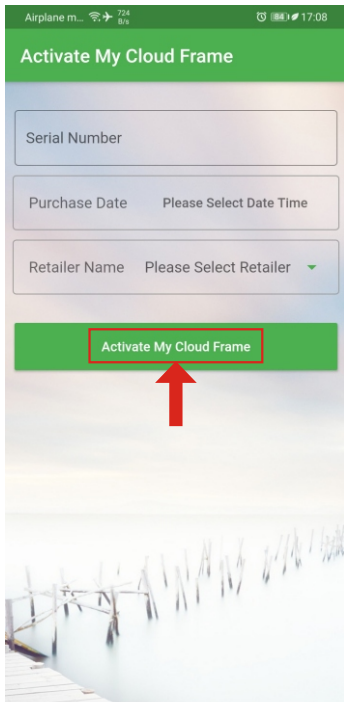 Airplane m... 724 B/s 84 17:08
Activate My Cloud Frame
Serial Number
Purchase Date Please Select Date Time
Retailer Name Please Select Retailer
Activate My Cloud Frame